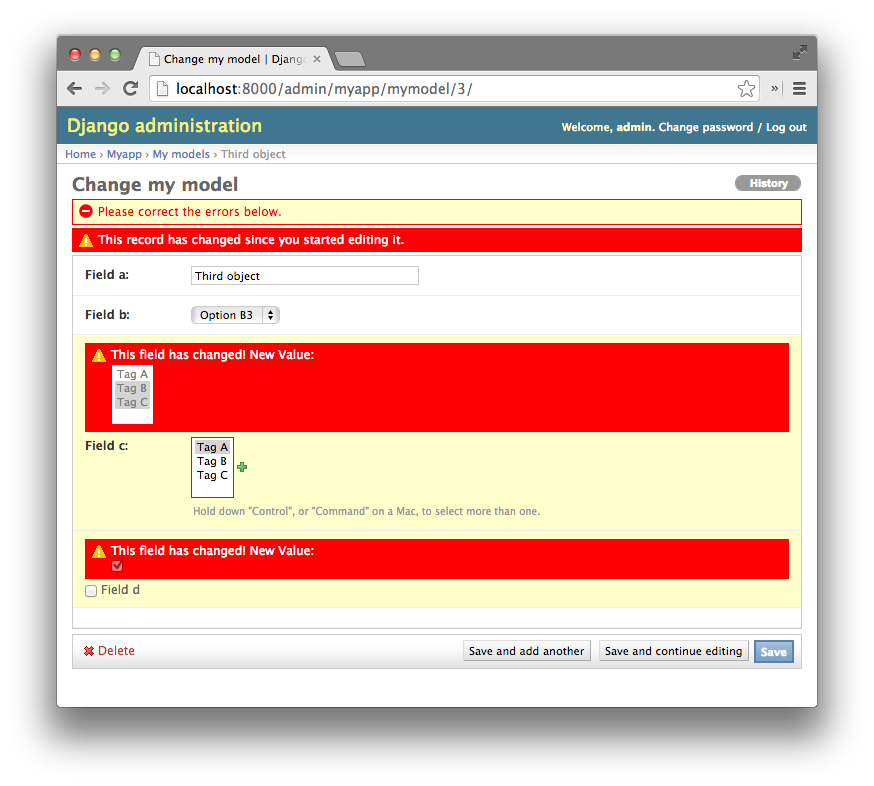 Change my model | Djang
localhost:8000/admin/myapp/mymodel/3/
Django administration
Welcome, admin. Change password / Log out
Home › Myapp › My models › Third object
Change my model
History
Please correct the errors below.
This record has changed since you started editing it.
Field a: Third object
Field b: Option B3
This field has changed! New Value:
Tag A
Tag B
Tag C
Field c:
Tag A
Tag B
Tag C
Hold down "Control", or "Command" on a Mac, to select more than one.
This field has changed! New Value:
Field d
Delete Save and add another Save and continue editing Save